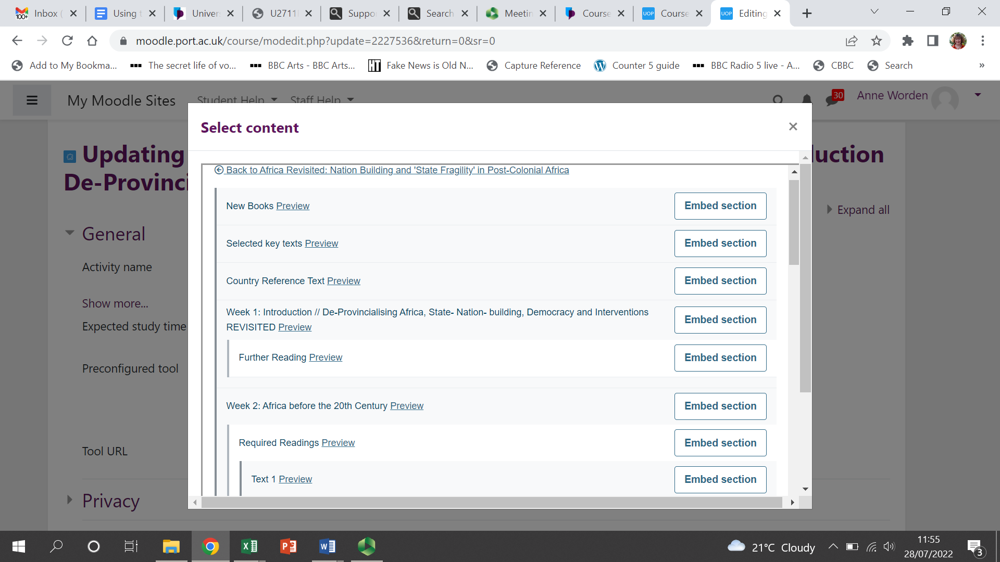 100+
Inbox (
Using t
Univer
U2711
Suppo
Search
Meetin
Course
UOP
Course
UOP
Editing
moodle.port.ac.uk/course/modedit.php?update=2227536&return=0&sr=0
Add to My Bookma...
The secret life of vo...
BBC Arts - BBC Arts...
HT
Fake News is Old N...
Capture Reference
Counter 5 guide
BBC Radio 5 live - A...
CBBC
Search
»
My Moodle Sites
Student Help
Staff Help
30
Anne Worden
Select content
Updating
uction
De-Provinci
Expand all
General
Activity name
Show more...
Expected study time
Preconfigured tool
Tool URL
Privacy
Back to Africa Revisited: Nation Building and 'State Fragility' in Post-Colonial Africa
New Books Preview
Embed section
Selected key texts Preview
Embed section
Country Reference Text Preview
Embed section
Week 1: Introduction // De-Provincialising Africa, State- Nation- building, Democracy and Interventions
REVISITED Preview
Embed section
Further Reading Preview
Embed section
Week 2: Africa before the 20th Century Preview
Embed section
Required Readings Preview
Embed section
Text 1 Preview
Embed section
21°C Cloudy
11:55
28/07/2022
3